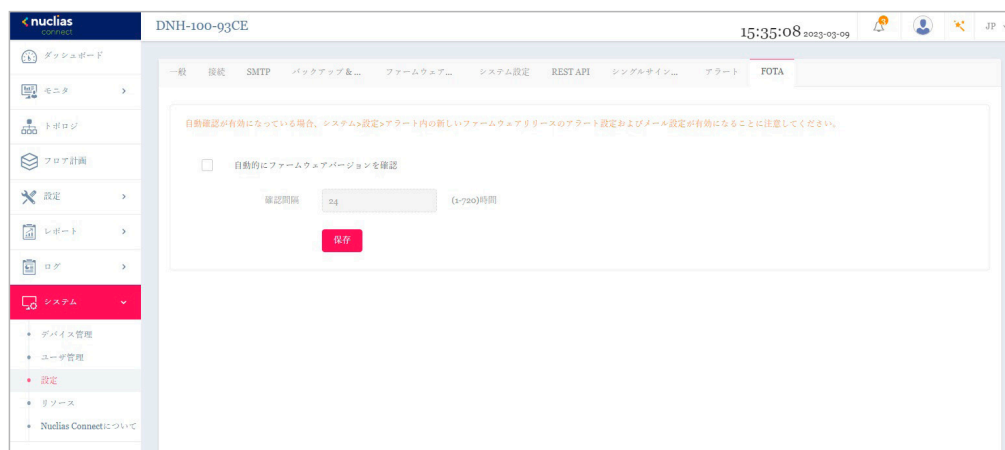 nuclias
connect
DNH-100-93CE
15:35:08 2023-03-09
JP
ダッシュボード
モニタ
トポロジ
フロア計画
設定
レポート
ログ
システム
デバイス管理
ユーザ管理
設定
リソース
Nuclias Connectについて
一般 接続 SMTP バックアップ & ... ファームウェア... システム設定 REST API シングルサイン... アラート FOTA
自動確認が有効になっている場合、システム>設定>アラート内の新しいファームウェアリリースのアラート設定およびメール設定が有効になることに注意してください。
自動的にファームウェアバージョンを確認
確認間隔 24 (1-720)時間
保存